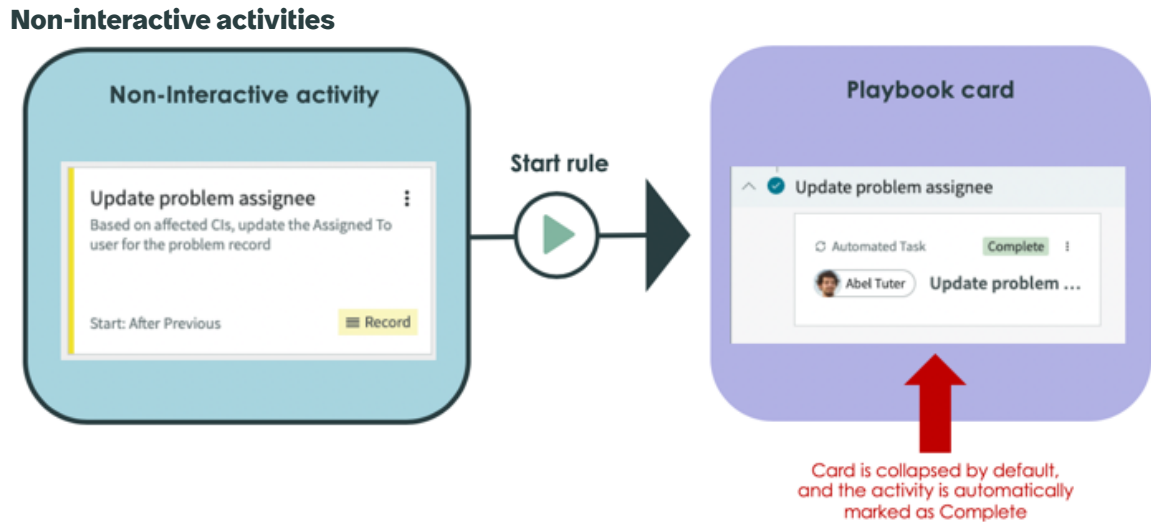 Non-interactive activities
Non-Interactive activity
Update problem assignee
Based on affected CIs, update the Assigned To
user for the problem record
Start: After Previous
Record
Start rule
Playbook card
Update problem assignee
Automated Task
Complete
Abel Tuter
Update problem ...
Card is collapsed by default,
and the activity is automatically
marked as Complete